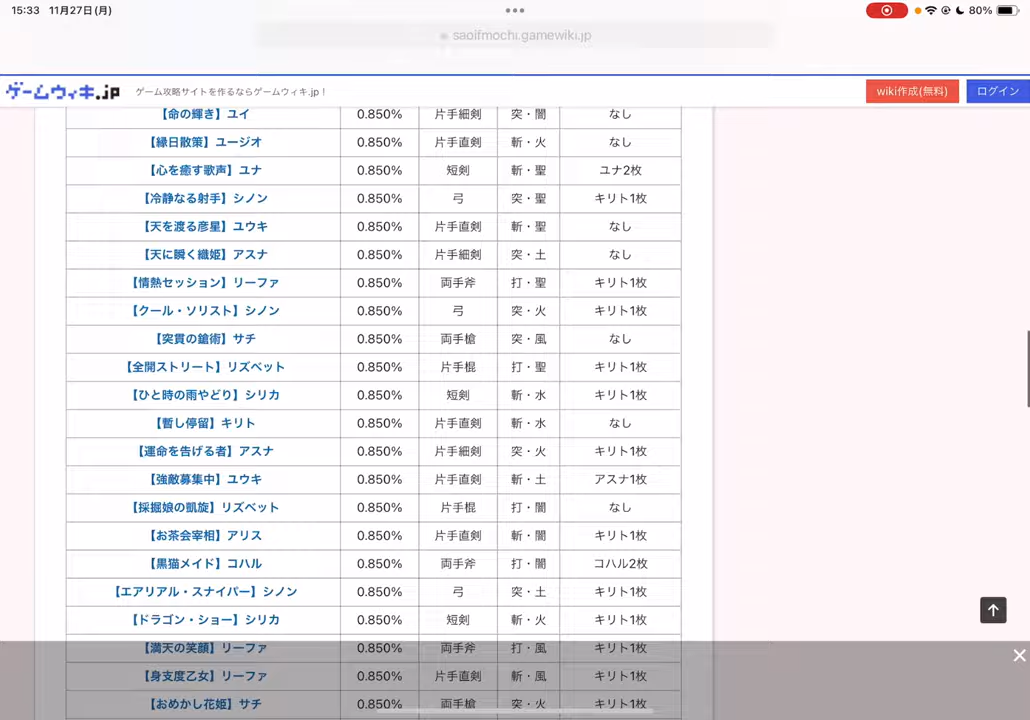 15:33 11月27日(月)
80%
saoifmochi.gamewiki.jp
ゲームウィキ.jp ゲーム攻略サイトを作るならゲームウィキ.jp！ wiki作成(無料) ログイン
【命の輝き】ユイ 0.850% 片手細剣 突・闇 なし
【縁日散策】ユージオ 0.850% 片手直剣 斬・火 なし
【心を癒す歌声】ユナ 0.850% 短剣 斬・聖 ユナ2枚
【冷静なる射手】シノン 0.850% 弓 突・聖 キリト1枚
【天を渡る彦星】ユウキ 0.850% 片手直剣 斬・聖 なし
【天に瞬く織姫】アスナ 0.850% 片手細剣 突・土 なし
【情熱セッション】リーファ 0.850% 両手斧 打・聖 キリト1枚
【クール・ソリスト】シノン 0.850% 弓 突・火 キリト1枚
【突貫の鎗術】サチ 0.850% 両手槍 突・風 なし
【全開ストリート】リズベット 0.850% 片手棍 打・聖 キリト1枚
【ひと時の雨やどり】シリカ 0.850% 短剣 斬・水 キリト1枚
【暫し停留】キリト 0.850% 片手直剣 斬・水 なし
【運命を告げる者】アスナ 0.850% 片手細剣 突・火 キリト1枚
【強敵募集中】ユウキ 0.850% 片手直剣 斬・土 アスナ1枚
【採掘娘の凱旋】リズベット 0.850% 片手棍 打・闇 なし
【お茶会宰相】アリス 0.850% 片手直剣 斬・闇 キリト1枚
【黒猫メイド】コハル 0.850% 両手斧 打・闇 コハル2枚
【エアリアル・スナイパー】シノン 0.850% 弓 突・土 キリト1枚
【ドラゴン・ショー】シリカ 0.850% 短剣 斬・火 キリト1枚
【満天の笑顔】リーファ 0.850% 両手斧 打・風 キリト1枚
【身支度乙女】リーファ 0.850% 片手直剣 斬・風 キリト1枚
【おめかし花姫】サチ 0.850% 両手槍 突・火 キリト1枚